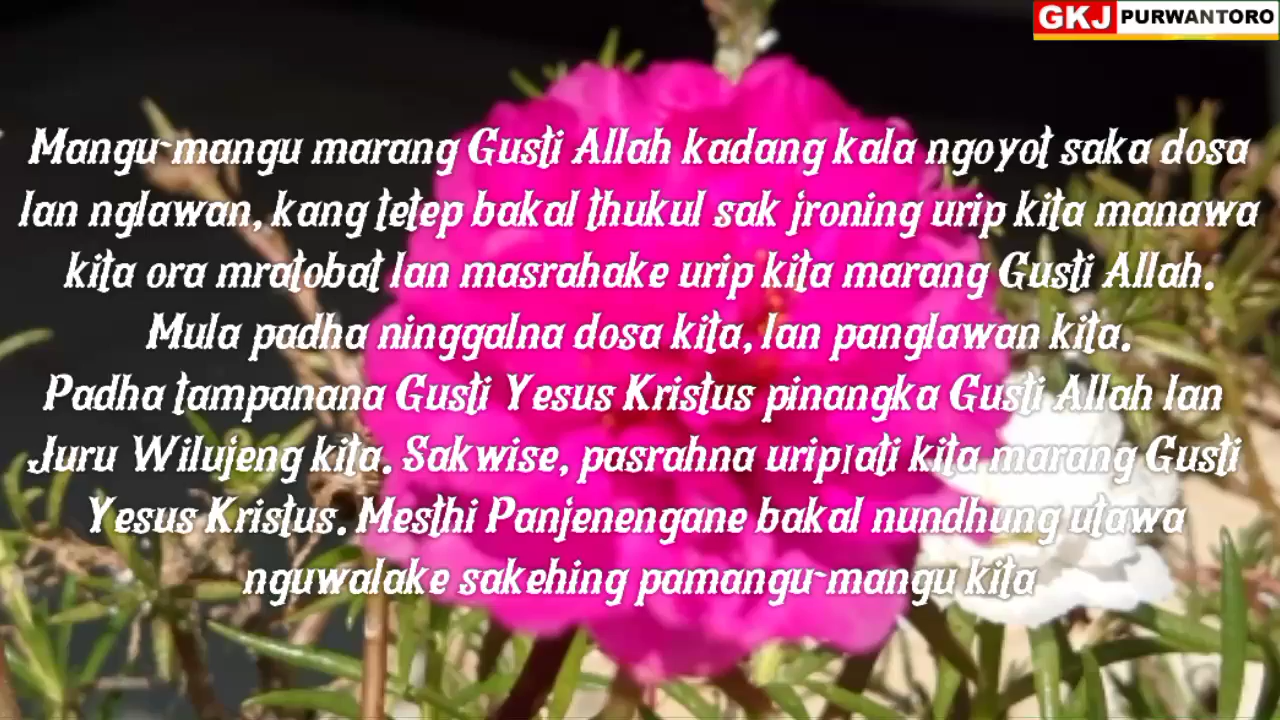 GKJ PURWANTORO
Mangu-mangu marang Gusti Allah kadang kala ngoyot saka dosa
lan nglawan, kang tetep bakal thukul sak jroning urip kita manawa
kita ora mratobat lan masrahake urip kita marang Gusti Allah.
Mula padha ninggalna dosa kita, lan panglawan kita.
Padha tampanana Gusti Yesus Kristus pinangka Gusti Allah lan
Juru Wilujeng kita. Sakwise, pasrahna urip kita marang Gusti
Yesus Kristus. Mesthi Panjenengane bakal nundhung utawa
nguwalake sakehing pamangu-mangu kita